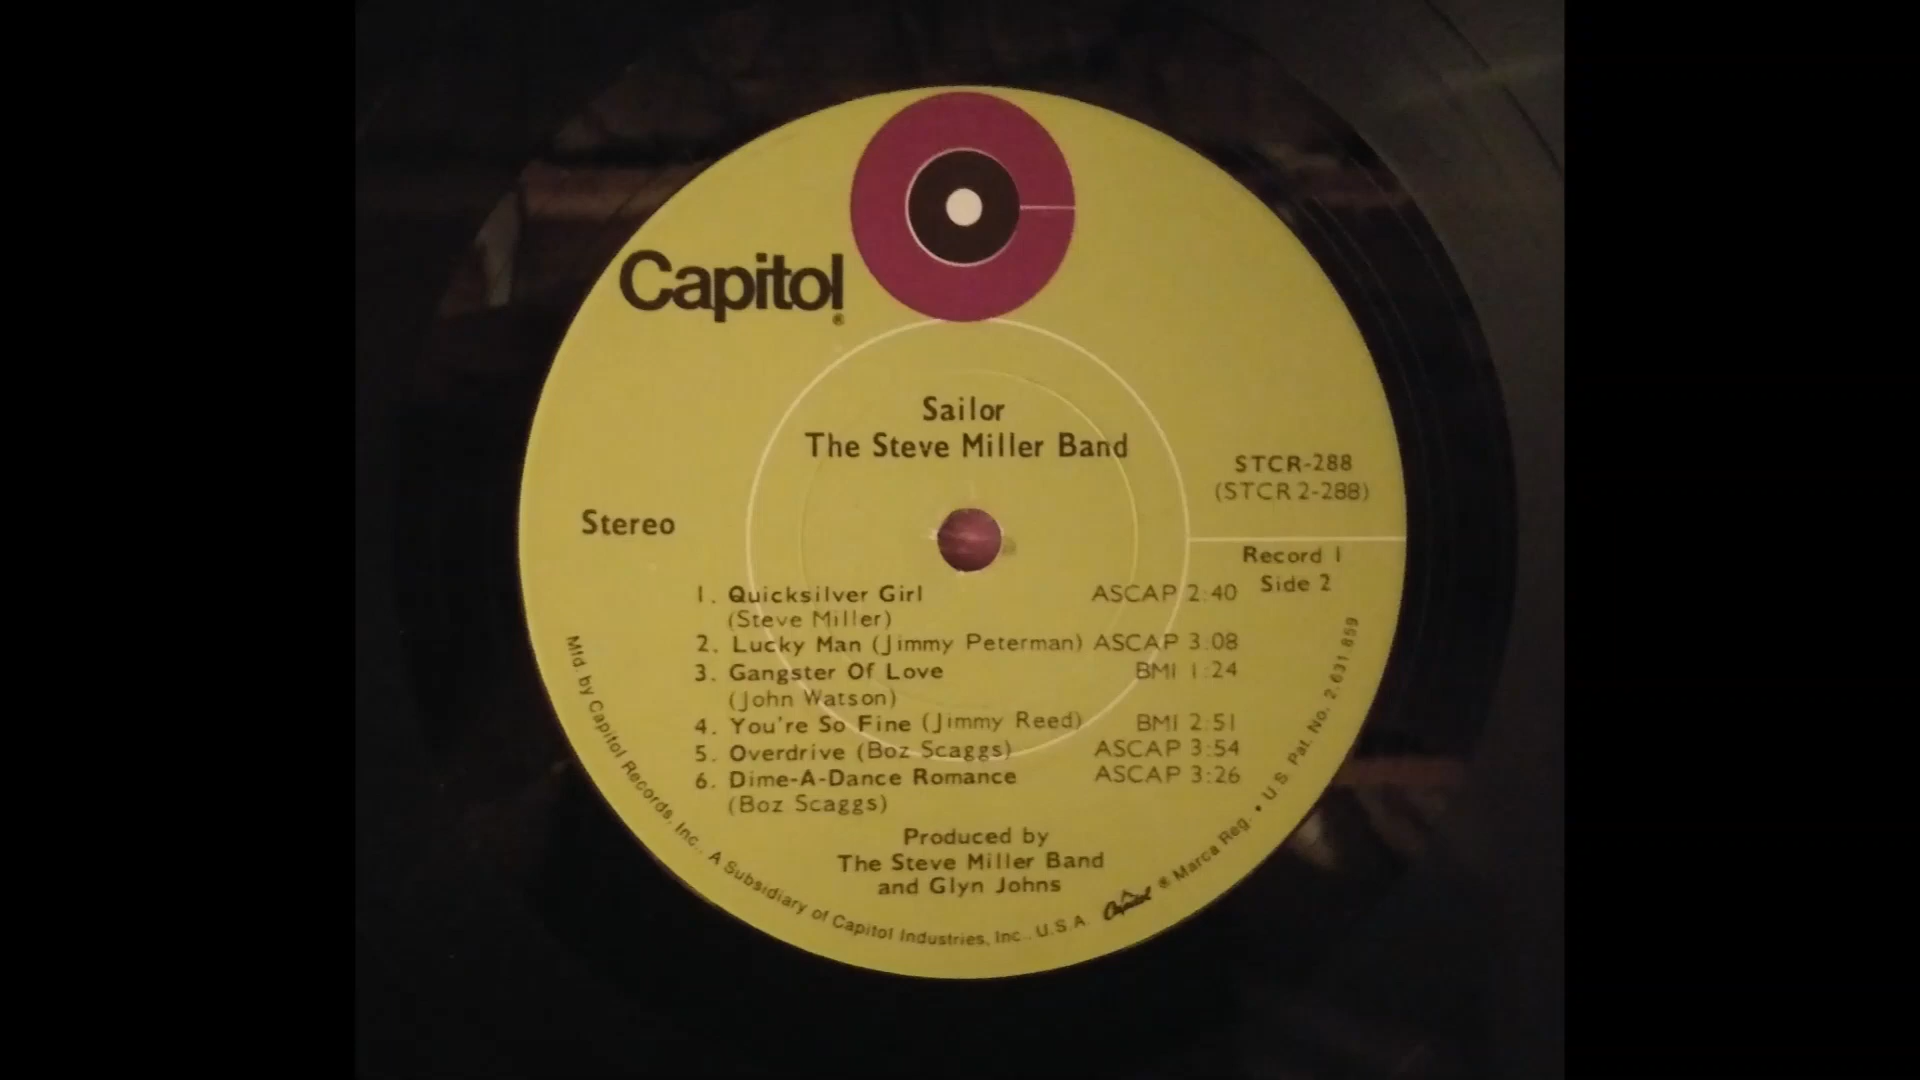 Capitol®
Sailor
The Steve Miller Band
STCR-288
(STCR 2-288)
Stereo
Record 1
Side 2
1. Quicksilver Girl ASCAP 2:40
(Steve Miller)
2. Lucky Man (Jimmy Peterman) ASCAP 3:08
3. Gangster Of Love BMI 1:24
(John Watson)
4. You're So Fine (Jimmy Reed) BMI 2:51
5. Overdrive (Boz Scaggs) ASCAP 3:54
6. Dime-A-Dance Romance ASCAP 3:26
(Boz Scaggs)
Produced by
The Steve Miller Band
and Glyn Johns
Mfd. by Capitol Records, Inc., A Subsidiary of Capitol Industries, Inc., U.S.A. Capitol ® Marca Reg. • U.S. Pat. No. 2,631,859